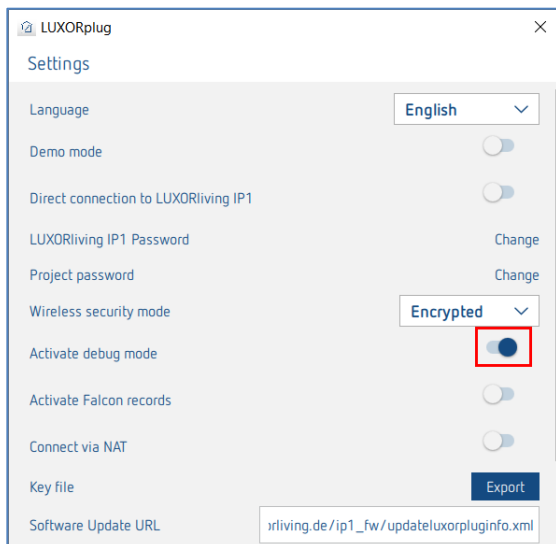 LUXORplug
Settings
Language English
Demo mode
Direct connection to LUXORliving IP1
LUXORliving IP1 Password Change
Project password Change
Wireless security mode Encrypted
Activate debug mode
Activate Falcon records
Connect via NAT
Key file Export
Software Update URL orliving.de/ip1_fw/updateluxorpluginfo.xml